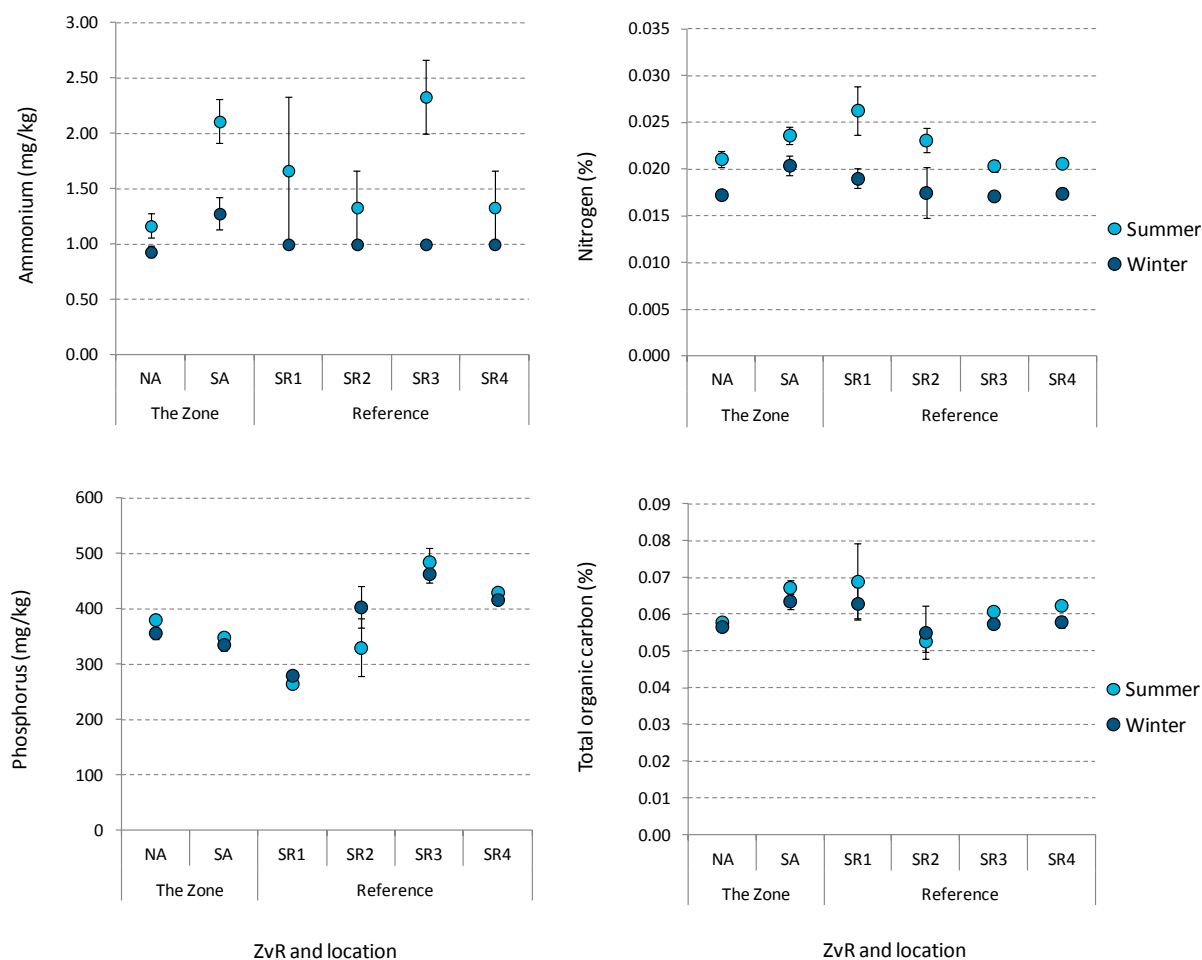 Ammonium (mg/kg)
3.00
2.50
2.00
1.50
1.00
0.50
0.00
NA SA SR1 SR2 SR3 SR4
The Zone Reference
Nitrogen (%)
0.035
0.030
0.025
0.020
0.015
0.010
0.005
0.000
NA SA SR1 SR2 SR3 SR4
The Zone Reference
Summer
Winter
Phosphorus (mg/kg)
600
500
400
300
200
100
0
NA SA SR1 SR2 SR3 SR4
The Zone Reference
ZvR and location
Total organic carbon (%)
0.09
0.08
0.07
0.06
0.05
0.04
0.03
0.02
0.01
0.00
NA SA SR1 SR2 SR3 SR4
The Zone Reference
ZvR and location
Summer
Winter